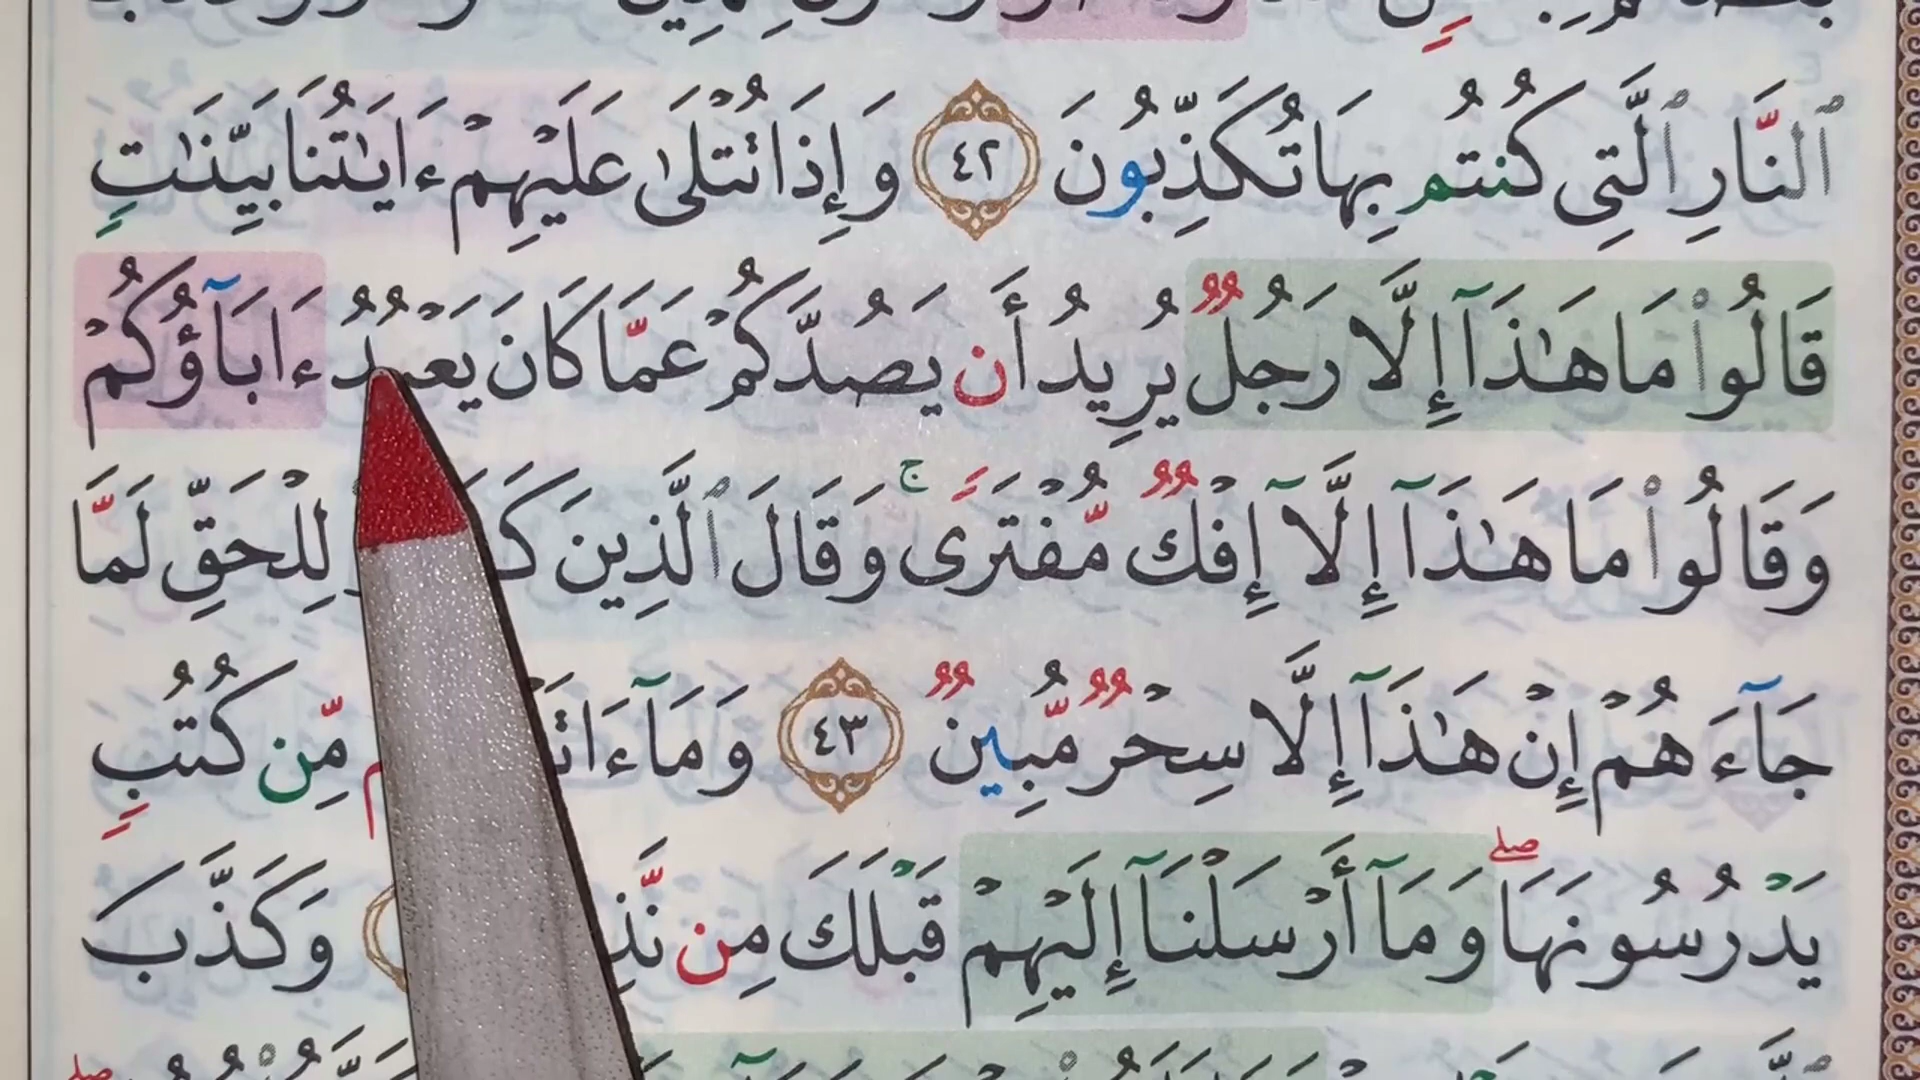 ٱلنَّارِ ٱلَّتِى كُنتُم بِهَا تُكَذِّبُونَ ٤٢ وَإِذَا تُتْلَىٰ عَلَيْهِمْ ءَايَـٰتُنَا بَيِّنَـٰتٍ
قَالُوا۟ مَا هَـٰذَآ إِلَّا رَجُلٌ يُرِيدُ أَن يَصُدَّكُمْ عَمَّا كَانَ يَعْبُدُ ءَابَآؤُكُمْ
وَقَالُوا۟ مَا هَـٰذَآ إِلَّآ إِفْكٌ مُّفْتَرًى ۚ وَقَالَ ٱلَّذِينَ لِلْحَقِّ لَمَّا
جَآءَهُمْ إِنْ هَـٰذَآ إِلَّا سِحْرٌ مُّبِينٌ ٤٣ وَمَآ مِّن كُتُبٍ
يَدْرُسُونَهَا ۖ وَمَآ أَرْسَلْنَآ إِلَيْهِمْ قَبْلَكَ مِن وَكَذَّبَ